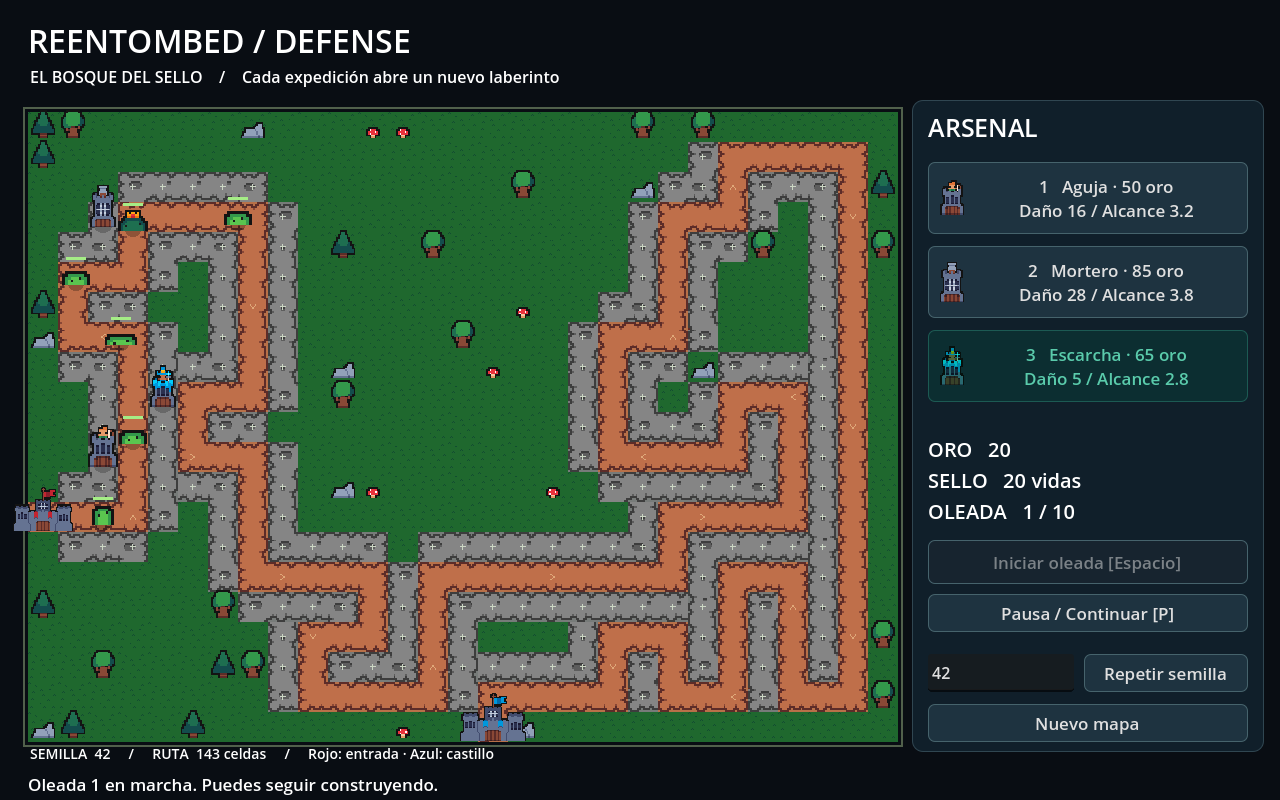 REENTOMBED / DEFENSE
EL BOSQUE DEL SELLO / Cada expedición abre un nuevo laberinto
ARSENAL
1 Aguja · 50 oro
Daño 16 / Alcance 3.2
2 Mortero · 85 oro
Daño 28 / Alcance 3.8
3 Escarcha · 65 oro
Daño 5 / Alcance 2.8
ORO 20
SELLO 20 vidas
OLEADA 1 / 10
Iniciar oleada [Espacio]
Pausa / Continuar [P]
42
Repetir semilla
Nuevo mapa
SEMILLA 42 / RUTA 143 celdas / Rojo: entrada · Azul: castillo
Oleada 1 en marcha. Puedes seguir construyendo.